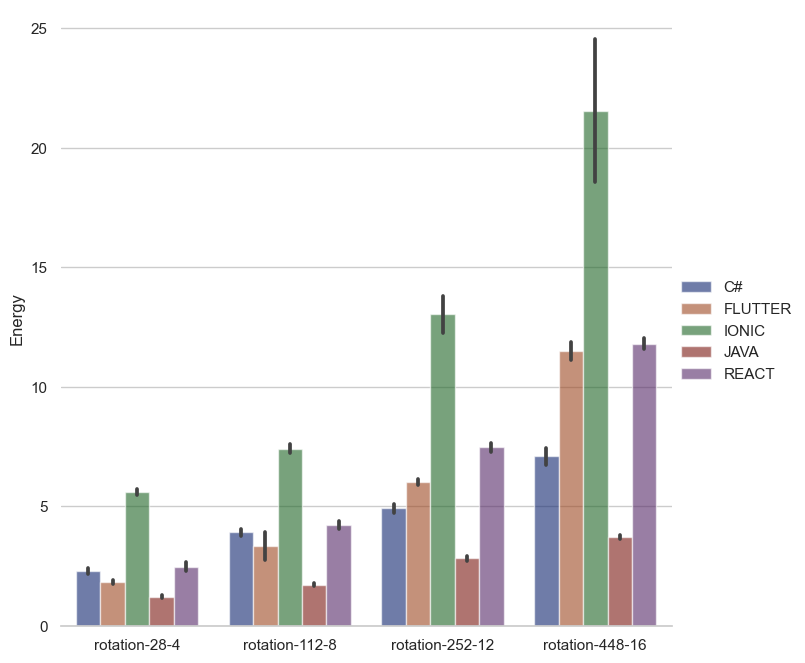 25
20
15
10
5
0
Energy
rotation-28-4
rotation-112-8
rotation-252-12
rotation-448-16
C#
FLUTTER
IONIC
JAVA
REACT